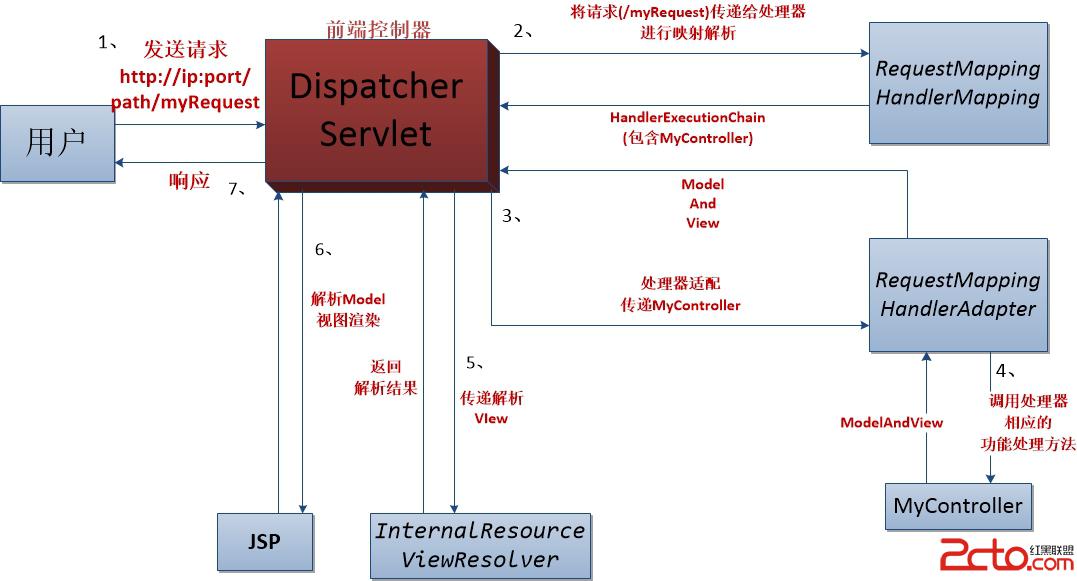 前端控制器
1、
发送请求
http://ip:port/
path/myRequest
用户
响应
7、
Dispatcher
Servlet
2、
将请求(/myRequest)传递给处理器
进行映射解析
RequestMapping
HandlerMapping
HandlerExecutionChain
(包含MyController)
Model
And
View
3、
处理器适配
传递MyController
RequestMapping
HandlerAdapter
4、
调用处理器
相应的
功能处理方法
ModelAndView
MyController
5、
传递解析
VIew
返回
解析结果
InternalResource
ViewResolver
6、
解析Model
视图渲染
JSP
2cto.com
红黑联盟